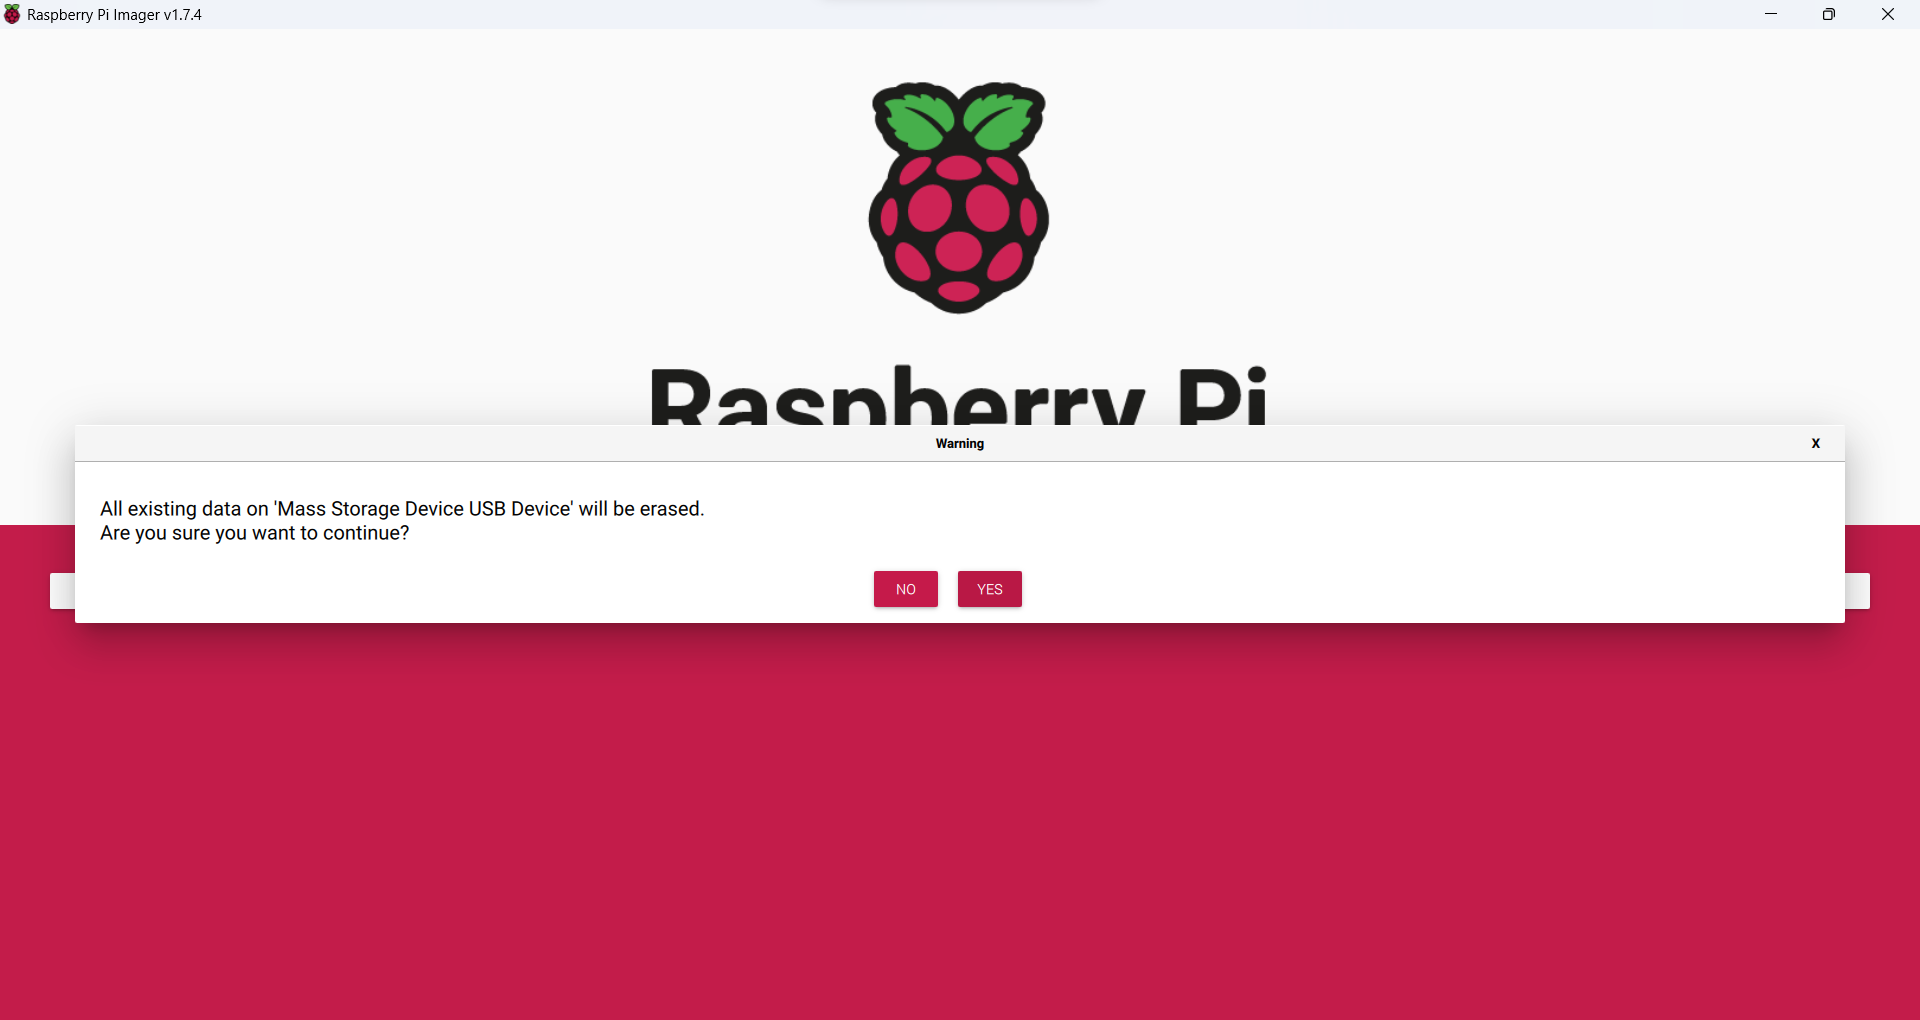 Raspberry Pi Imager v1.7.4
Raspberry Pi
Warning
X
All existing data on 'Mass Storage Device USB Device' will be erased.
Are you sure you want to continue?
NO
YES